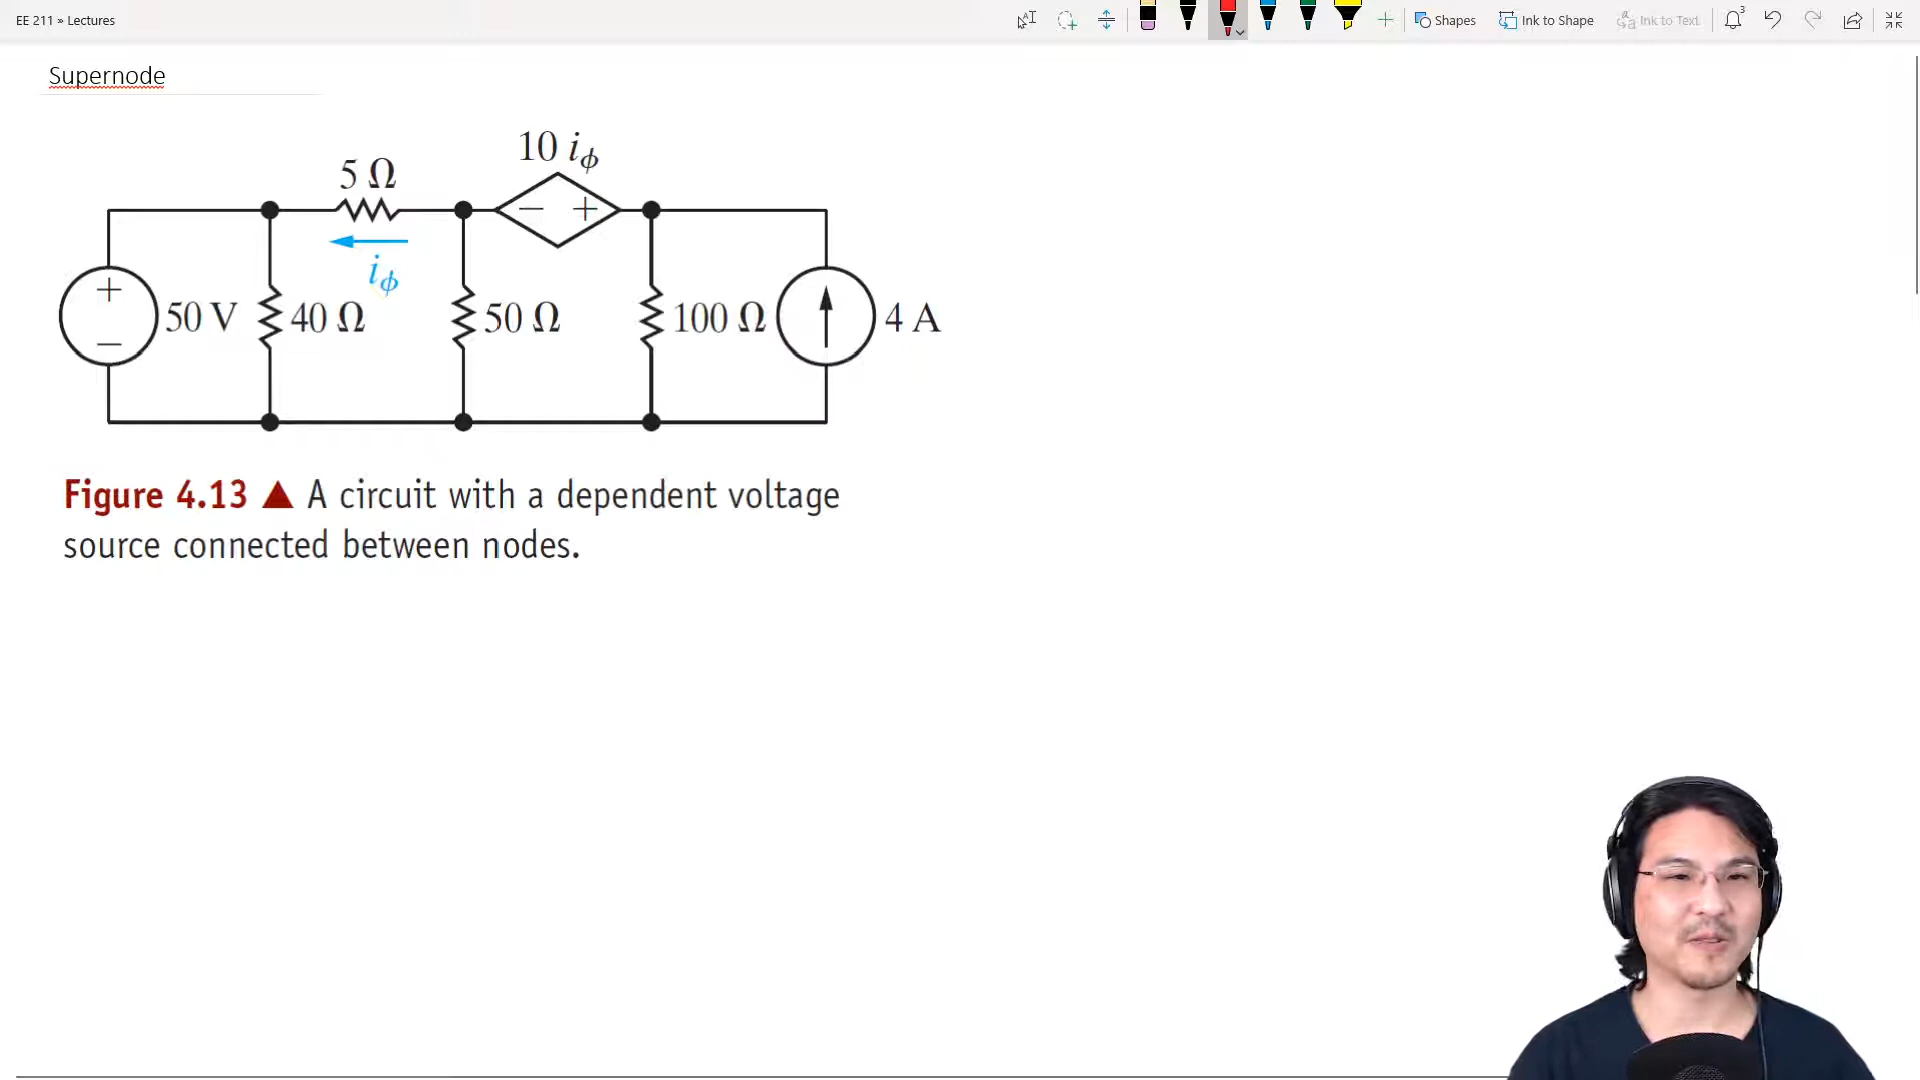 EE 211 » Lectures
Shapes
Ink to Shape
Ink to Text
3
Supernode
10 iϕ
5 Ω
− +
iϕ
+
50 V
40 Ω
50 Ω
100 Ω
4 A
−
Figure 4.13 ▲ A circuit with a dependent voltage
source connected between nodes.